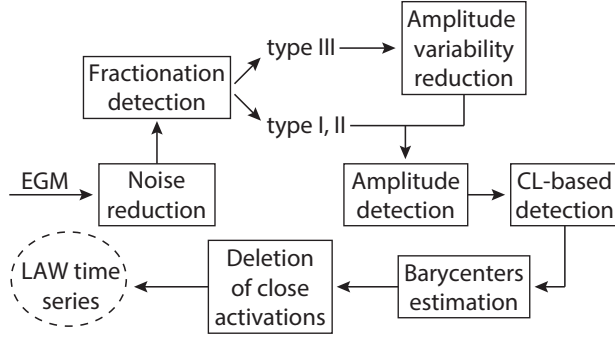 EGM
Noise
reduction
Fractionation
detection
type III
type I, II
Amplitude
variability
reduction
Amplitude
detection
CL-based
detection
Barycenters
estimation
Deletion
of close
activations
LAW time
series